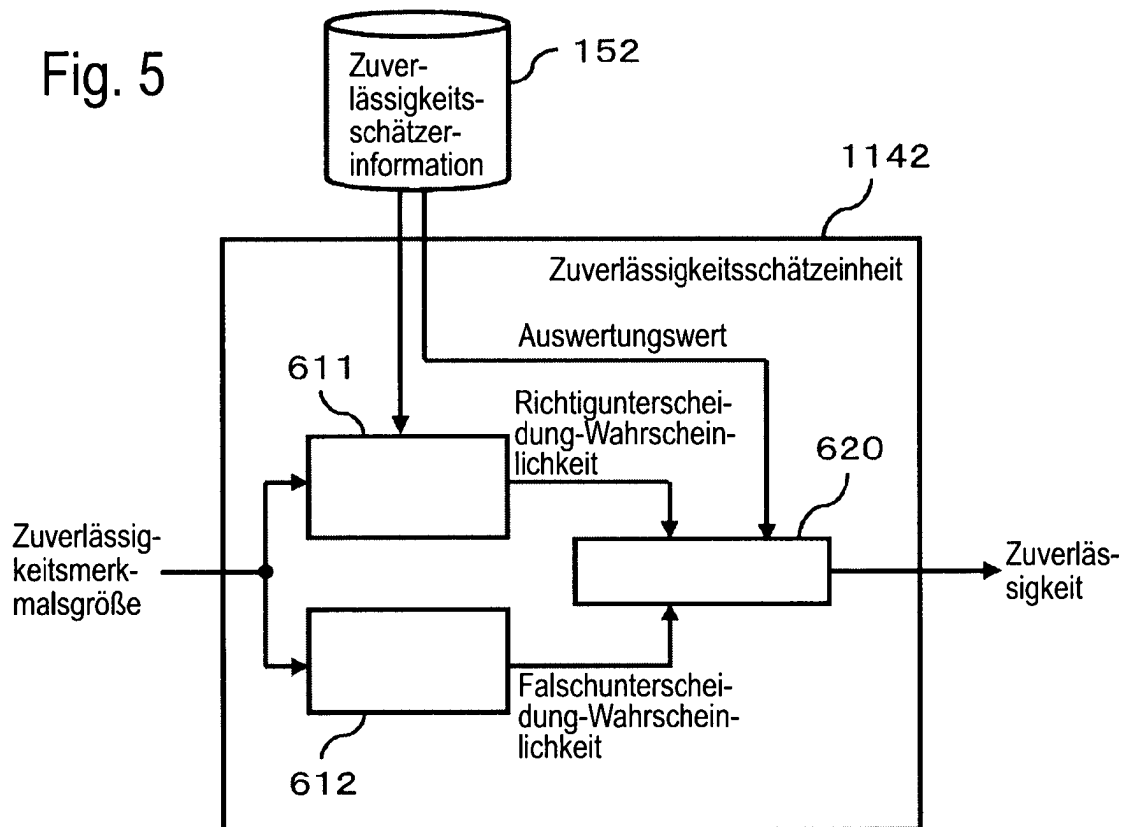 Fig. 5
Zuver-
lässigkeits-
schätzer-
information
152
1142
Zuverlässigkeitsschätzeinheit
Auswertungswert
611
Richtigunterschei-
dung-Wahrschein-
lichkeit
620
Zuverlässig-
keitsmerk-
malsgröße
Zuverläs-
sigkeit
Falschunterschei-
dung-Wahrschein-
lichkeit
612